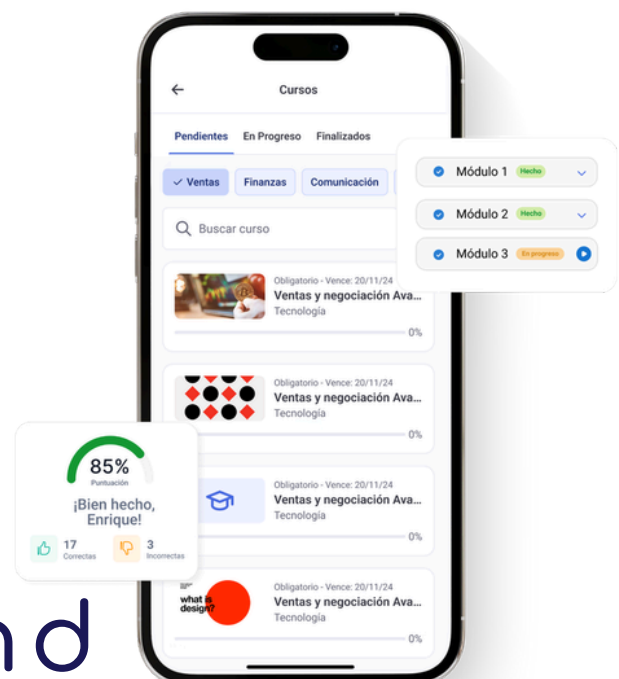 Cursos
Pendientes En Progreso Finalizados
Ventas Finanzas Comunicación
Buscar curso
Módulo 1 Hecho
Módulo 2 Hecho
Módulo 3 En progreso
Obligatorio - Vence: 20/11/24
Ventas y negociación Ava...
Tecnología
0%
Obligatorio - Vence: 20/11/24
Ventas y negociación Ava...
Tecnología
0%
85%
Puntuación
¡Bien hecho,
Enrique!
17
Correctas
3
Incorrectas
Obligatorio - Vence: 20/11/24
Ventas y negociación Ava...
Tecnología
0%
what is
design?
Obligatorio - Vence: 20/11/24
Ventas y negociación Ava...
Tecnología
0%
nd